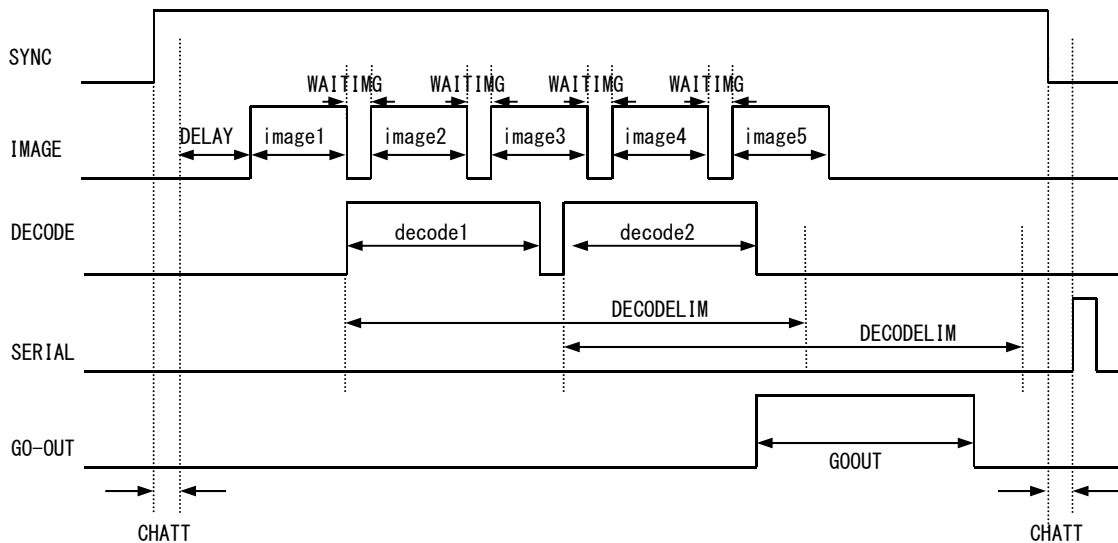 SYNC
WAITIMG WAITIMG WAITIMG WAITIMG
IMAGE DELAY image1 image2 image3 image4 image5
DECODE decode1 decode2
DECODELIM
DECODELIM
SERIAL
GO-OUT GOOUT
CHATT CHATT